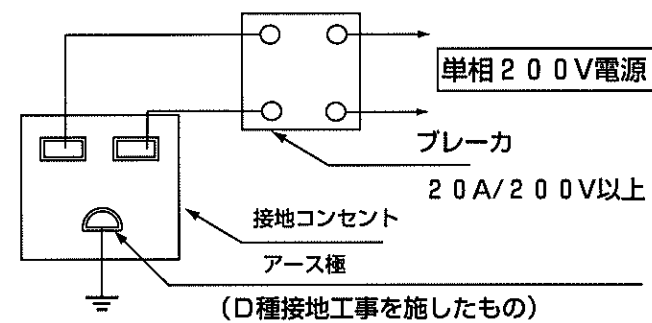 単相２００V電源
ブレーカ
２０A/２００V以上
接地コンセント
アース極
（D種接地工事を施したもの）